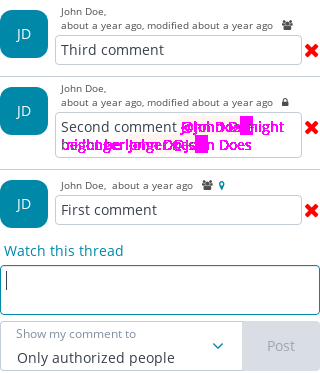 JD
John Doe,
about a year ago, modified about a year ago
Third comment
JD
John Doe,
about a year ago, modified about a year ago
Second comment
JD
John Doe, about a year ago
First comment
Watch this thread
Show my comment to
Only authorized people
Post